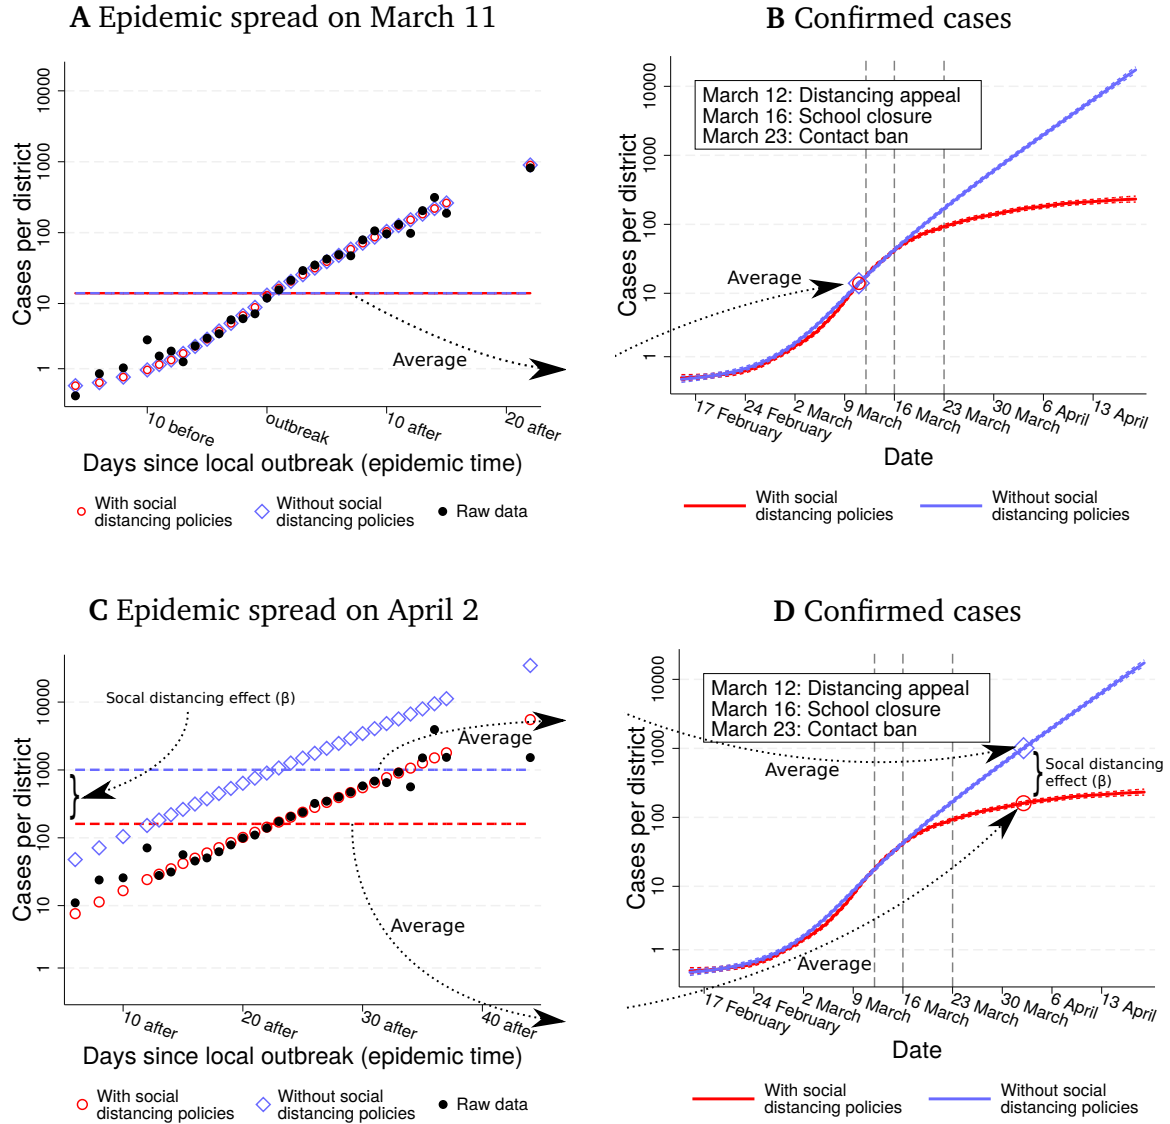 A Epidemic spread on March 11
Cases per district
10000
1000
100
10
1
Average
10 before
outbreak
10 after
20 after
Days since local outbreak (epidemic time)
With social
distancing policies
Without social
distancing policies
Raw data
B Confirmed cases
Cases per district
10000
1000
100
10
1
March 12: Distancing appeal
March 16: School closure
March 23: Contact ban
Average
17 February
24 February
2 March
9 March
16 March
23 March
30 March
6 April
13 April
Date
With social
distancing policies
Without social
distancing policies
C Epidemic spread on April 2
Cases per district
10000
1000
100
10
1
Socal distancing effect (β)
Average
Average
10 after
20 after
30 after
40 after
Days since local outbreak (epidemic time)
With social
distancing policies
Without social
distancing policies
Raw data
D Confirmed cases
Cases per district
10000
1000
100
10
1
March 12: Distancing appeal
March 16: School closure
March 23: Contact ban
Average
Socal distancing
effect (β)
Average
17 February
24 February
2 March
9 March
16 March
23 March
30 March
6 April
13 April
Date
With social
distancing policies
Without social
distancing policies